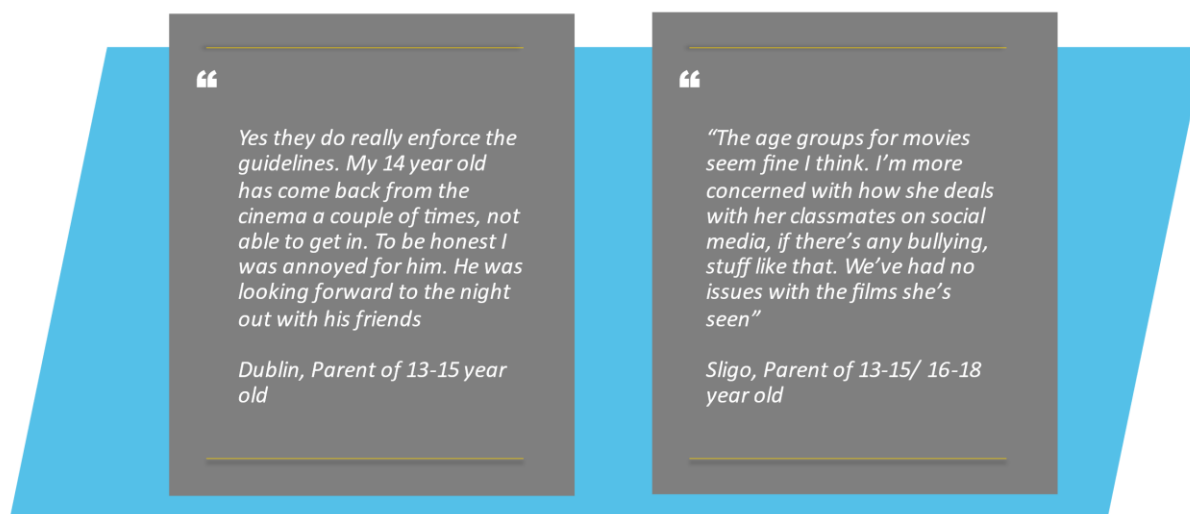 “
Yes they do really enforce the
guidelines. My 14 year old
has come back from the
cinema a couple of times, not
able to get in. To be honest I
was annoyed for him. He was
looking forward to the night
out with his friends
Dublin, Parent of 13-15 year
old
“
“The age groups for movies
seem fine I think. I’m more
concerned with how she deals
with her classmates on social
media, if there’s any bullying,
stuff like that. We’ve had no
issues with the films she’s
seen”
Sligo, Parent of 13-15/ 16-18
year old